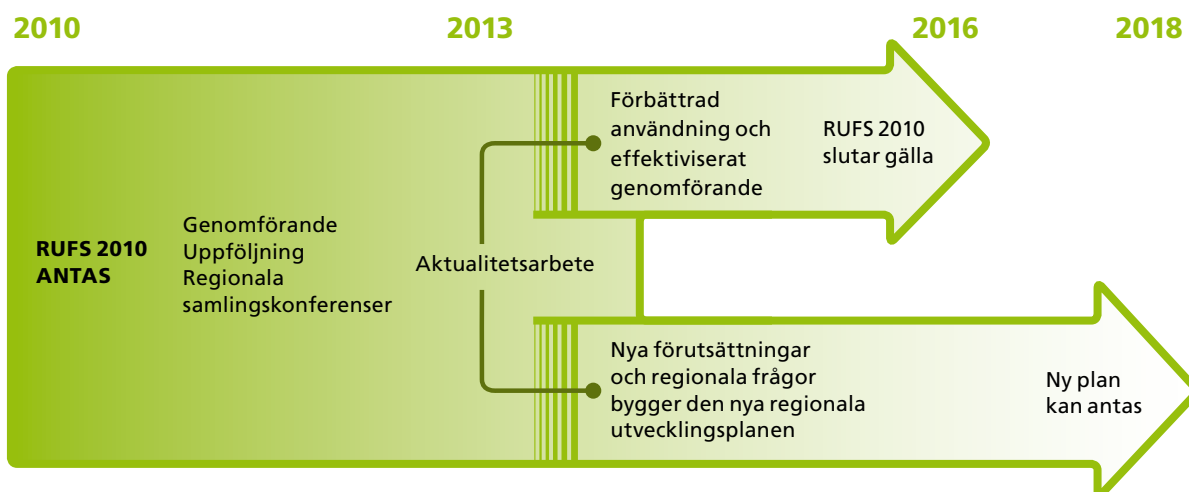 2010
2013
2016
2018
RUFS 2010
ANTAS
Genomförande
Uppföljning
Regionala
samlingskonferenser
Aktualitetsarbete
Förbättrad
användning och
effektiviserat
genomförande
RUFS 2010
slutar gälla
Nya förutsättningar
och regionala frågor
bygger den nya regionala
utvecklingsplanen
Ny plan
kan antas